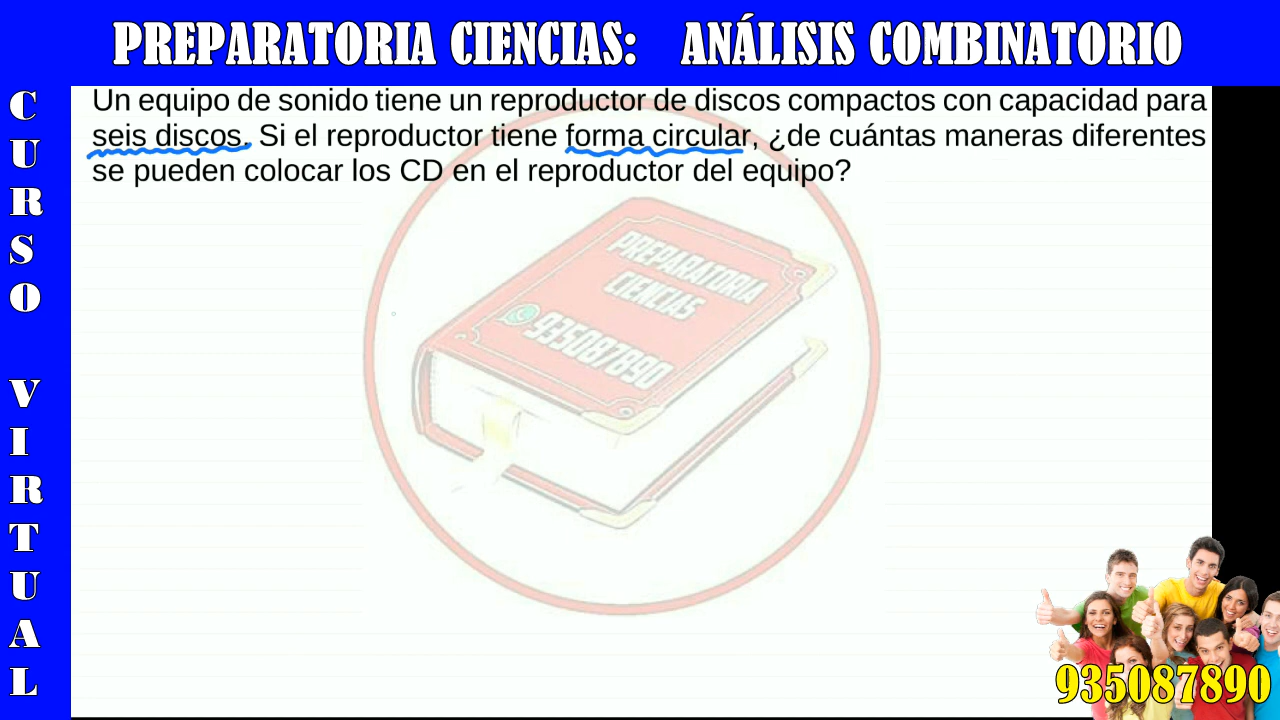 PREPARATORIA CIENCIAS: ANÁLISIS COMBINATORIO
CURSO VIRTUAL
Un equipo de sonido tiene un reproductor de discos compactos con capacidad para
seis discos. Si el reproductor tiene forma circular, ¿de cuántas maneras diferentes
se pueden colocar los CD en el reproductor del equipo?
PREPARATORIA
CIENCIAS
935087890
935087890